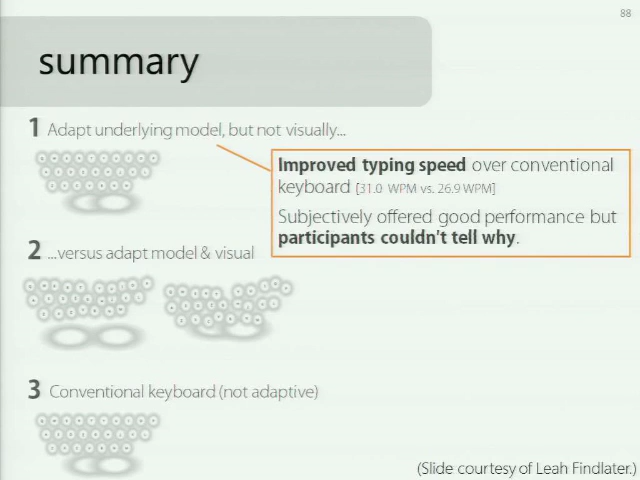 88
summary
1 Adapt underlying model, but not visually...
Improved typing speed over conventional
keyboard [31.0 WPM vs. 26.9 WPM]
Subjectively offered good performance but
participants couldn't tell why.
2 ...versus adapt model & visual
3 Conventional keyboard (not adaptive)
(Slide courtesy of Leah Findlater.)